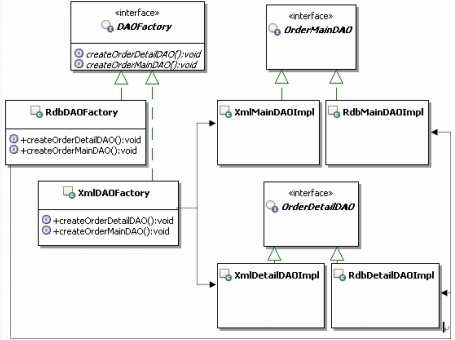 «interface»
DAOFactory
createOrderDetailDAO():void
createOrderMainDAO():void
«interface»
OrderMainDAO
RdbDAOFactory
+createOrderDetailDAO():void
+createOrderMainDAO():void
XmlMainDAOImpl
RdbMainDAOImpl
XmlDAOFactory
+createOrderDetailDAO():void
+createOrderMainDAO():void
«interface»
OrderDetailDAO
XmlDetailDAOImpl
RdbDetailDAOImpl